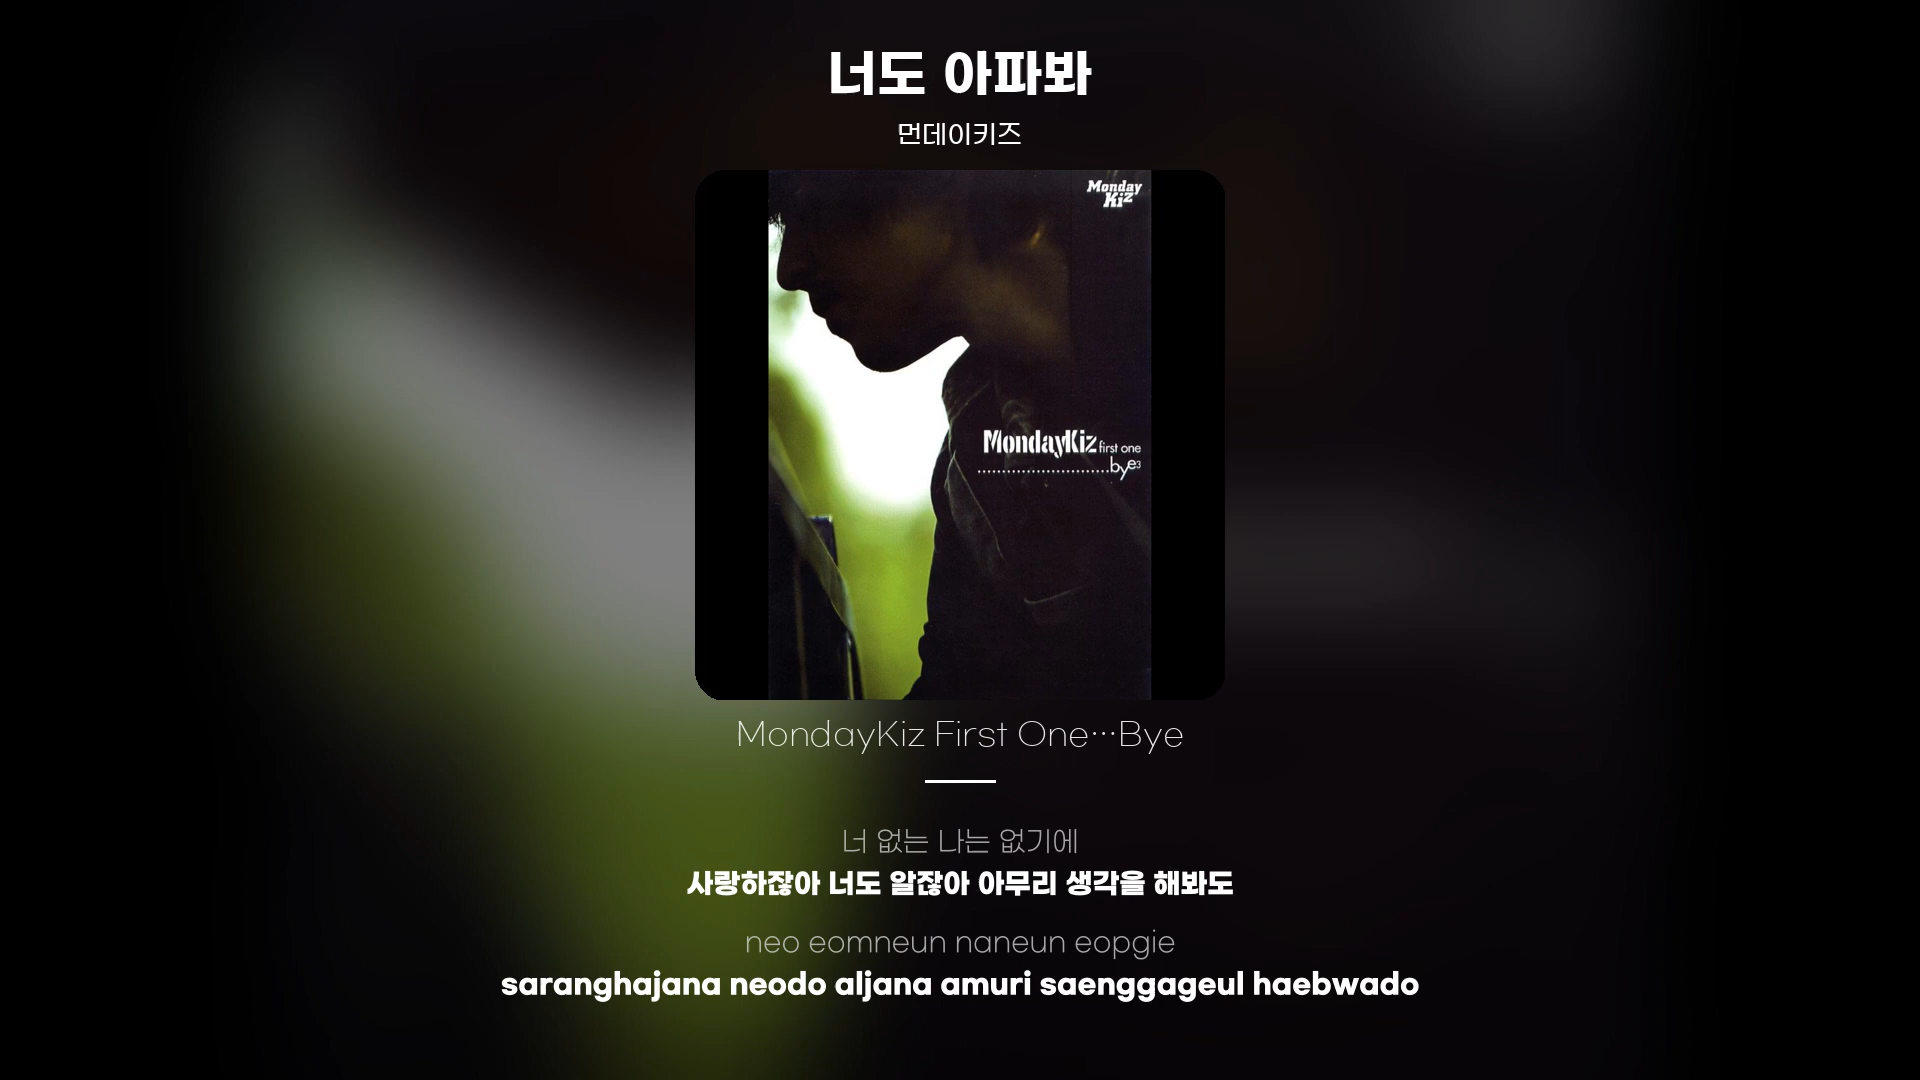 너도 아파봐
먼데이키즈
Monday
Kiz
MondayKiz first one
bye3
MondayKiz First One···Bye
너 없는 나는 없기에
사랑하잖아 너도 알잖아 아무리 생각을 해봐도
neo eomneun naneun eopgie
saranghajana neodo aljana amuri saenggageul haebwado